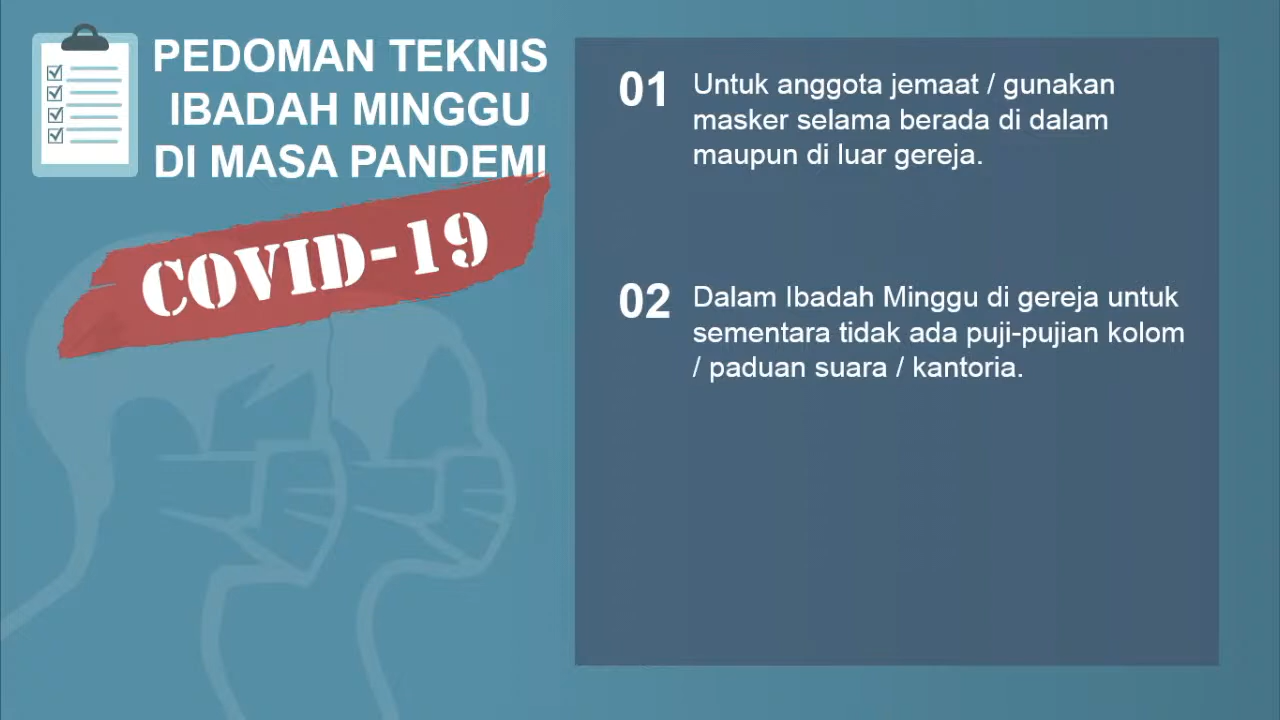 PEDOMAN TEKNIS
IBADAH MINGGU
DI MASA PANDEMI
COVID-19
01 Untuk anggota jemaat / gunakan
masker selama berada di dalam
maupun di luar gereja.
02 Dalam Ibadah Minggu di gereja untuk
sementara tidak ada puji-pujian kolom
/ paduan suara / kantoria.